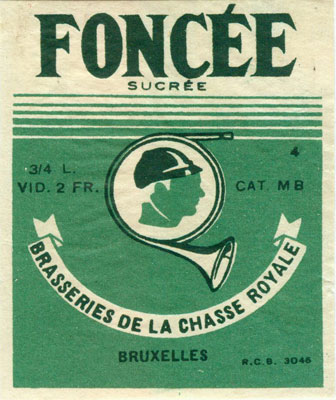 FONCÉE
SUCRÉE
4
3/4 L.
VID. 2 FR.
CAT. MB
BRASSERIES DE LA CHASSE ROYALE
BRUXELLES
R.C.B. 3046